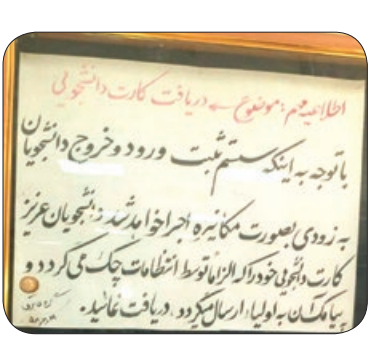 اطلاعیه مهم: موضوع ← دریافت کارت دانشجویی
با توجه به اینکه سیستم ثبت ورود و خروج دانشجویان
به زودی بصورت مکانیزه اجرا خواهد شد دانشجویان عزیز
کارت دانشجویی خود را که الزاما توسط انتظامات چک می گردد و
پیامک آن به اولیاء ارسال میگردد، دریافت نمائید.